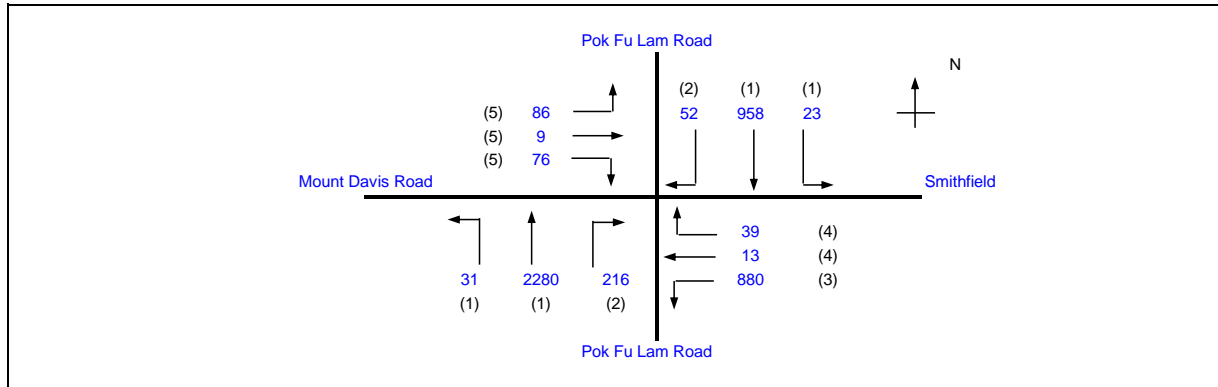 Pok Fu Lam Road
N
(2) (1) (1)
(5) 86 52 958 23
(5) 9
(5) 76
Mount Davis Road Smithfield
39 (4)
13 (4)
31 2280 216 880 (3)
(1) (1) (2)
Pok Fu Lam Road